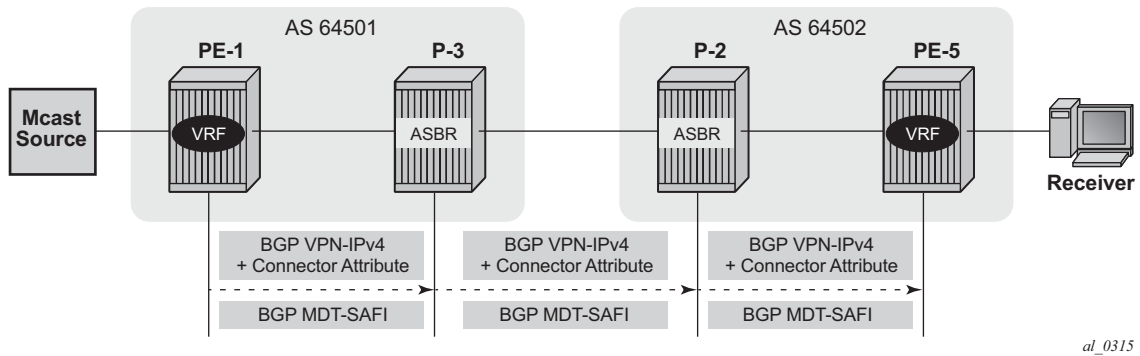 AS 64501
AS 64502
PE-1
P-3
P-2
PE-5
Mcast
Source
VRF
ASBR
ASBR
VRF
Receiver
BGP VPN-IPv4
+ Connector Attribute
BGP VPN-IPv4
+ Connector Attribute
BGP VPN-IPv4
+ Connector Attribute
BGP MDT-SAFI
BGP MDT-SAFI
BGP MDT-SAFI
al_0315